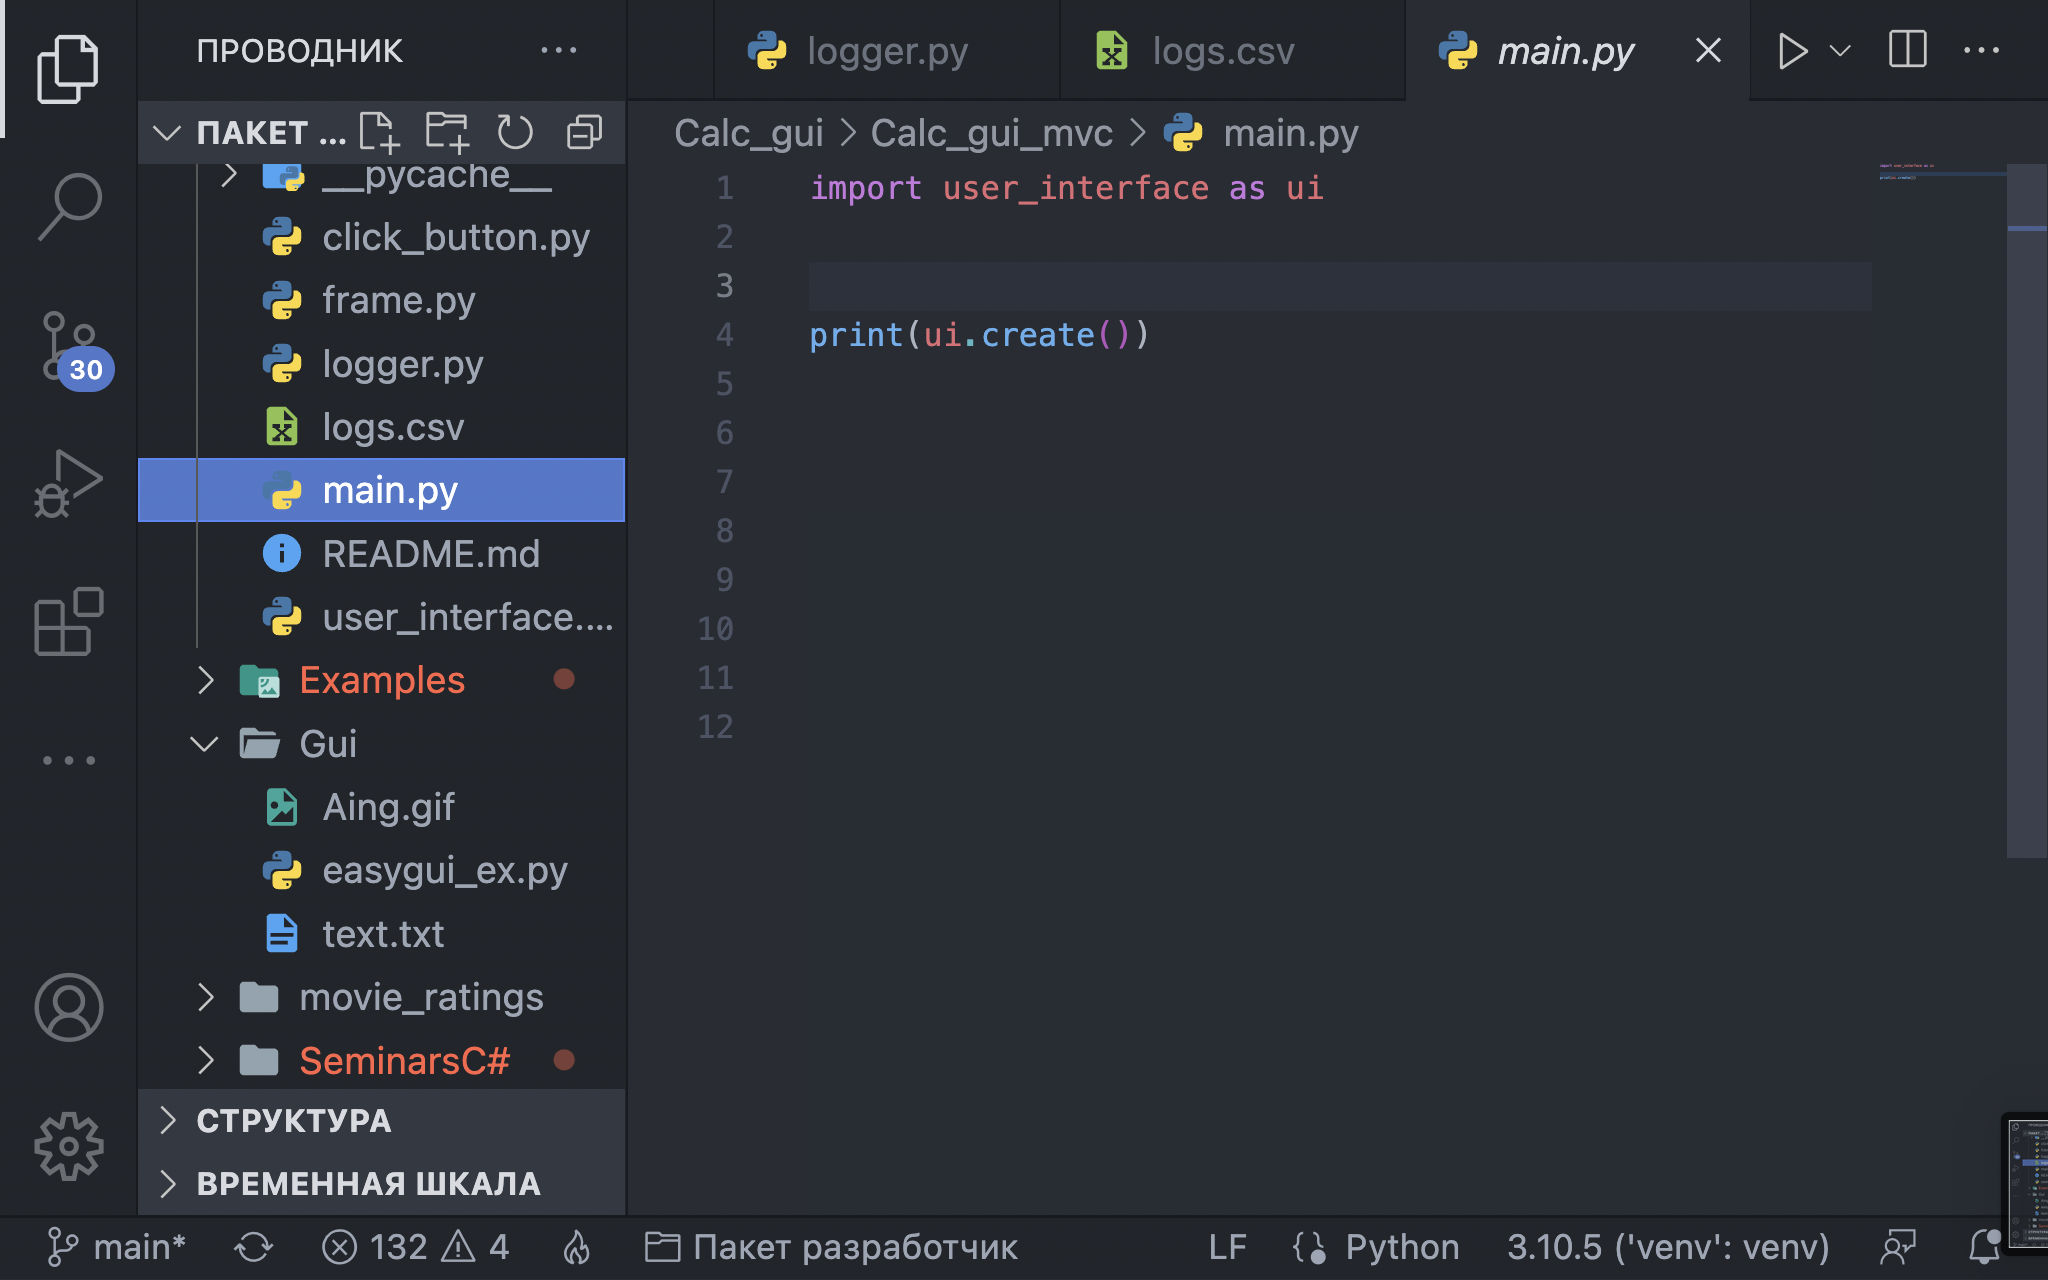 ПРОВОДНИК
logger.py
logs.csv
main.py
ПАКЕТ ...
Calc_gui > Calc_gui_mvc > main.py
__pycache__
click_button.py
frame.py
logger.py
logs.csv
main.py
README.md
user_interface....
Examples
Gui
Aing.gif
easygui_ex.py
text.txt
movie_ratings
SeminarsC#
СТРУКТУРА
ВРЕМЕННАЯ ШКАЛА
30
1 import user_interface as ui
2
3
4 print(ui.create())
5
6
7
8
9
10
11
12
main* 132 4 Пакет разработчик LF Python 3.10.5 ('venv': venv)